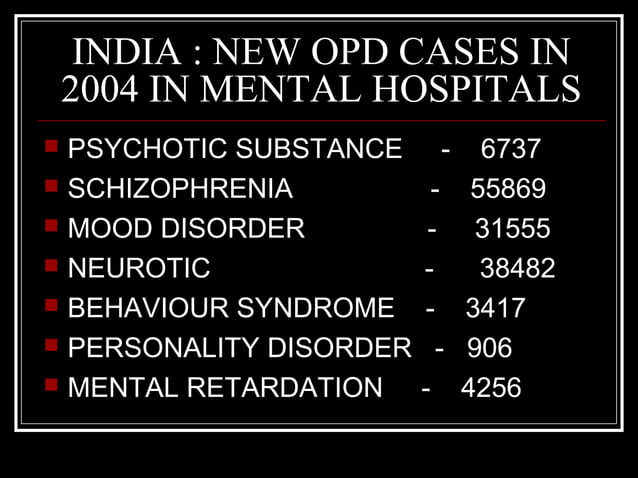 INDIA : NEW OPD CASES IN
2004 IN MENTAL HOSPITALS
PSYCHOTIC SUBSTANCE - 6737
SCHIZOPHRENIA - 55869
MOOD DISORDER - 31555
NEUROTIC - 38482
BEHAVIOUR SYNDROME - 3417
PERSONALITY DISORDER - 906
MENTAL RETARDATION - 4256